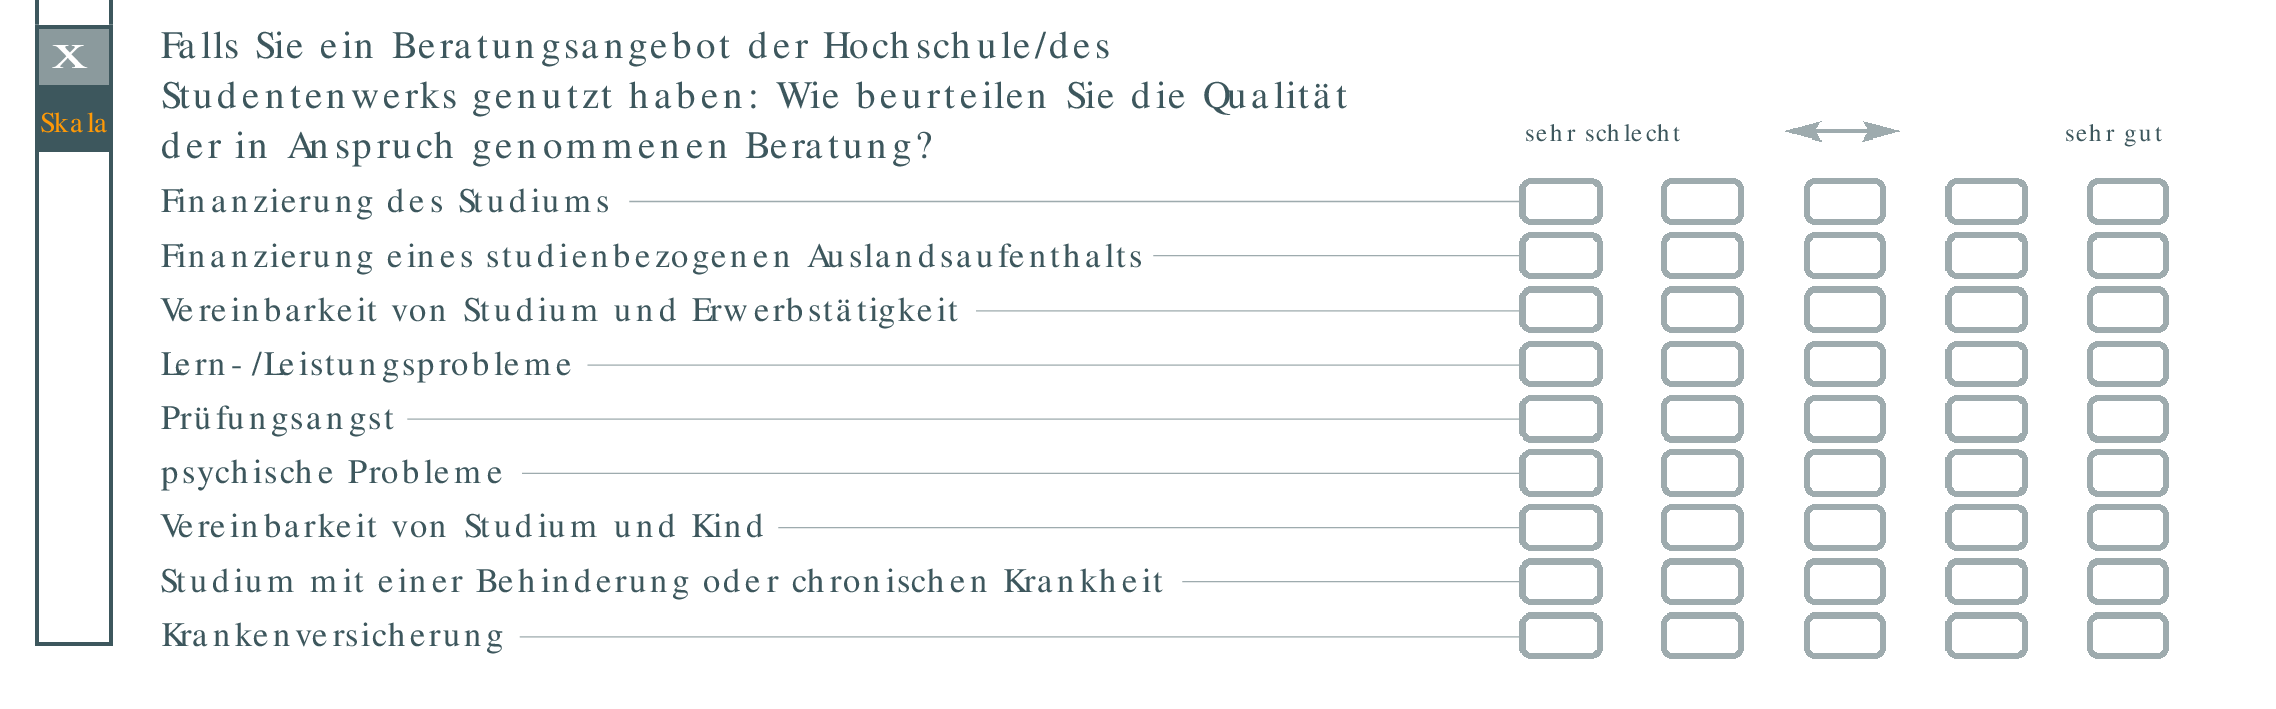 X
Skala
Falls Sie ein Beratungsangebot der Hochschule/des
Studentenwerks genutzt haben: Wie beurteilen Sie die Qualität
der in Anspruch genommenen Beratung?
sehr schlecht sehr gut
Finanzierung des Studiums
Finanzierung eines studienbezogenen Auslandsaufenthalts
Vereinbarkeit von Studium und Erwerbstätigkeit
Lern-/Leistungsprobleme
Prüfungsangst
psychische Probleme
Vereinbarkeit von Studium und Kind
Studium mit einer Behinderung oder chronischen Krankheit
Krankenversicherung